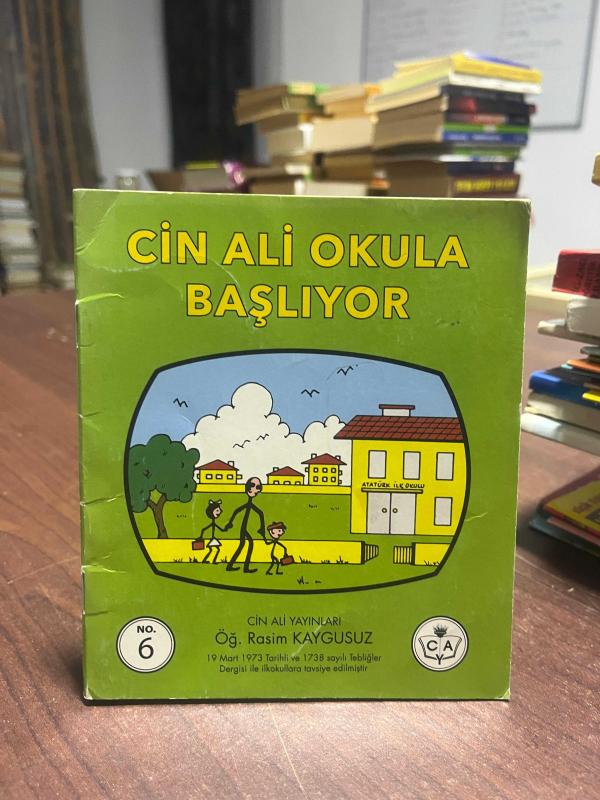 CİN ALİ OKULA
BAŞLIYOR
ATATÜRK İLKOKULU
CİN ALİ YAYINLARI
Öğ. Rasim KAYGUSUZ
19 Mart 1973 Tarihli ve 1738 sayılı Tebliğler
Dergisi ile ilkokullara tavsiye edilmiştir
NO.
6
C A
Y